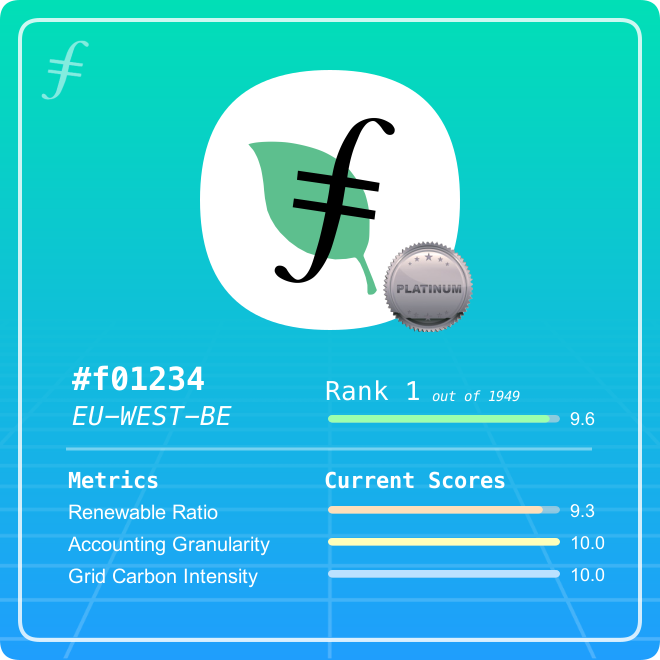 PLATINUM
#f01234
EU−WEST−BE
Rank 1 out of 1949
9.6
Metrics
Current Scores
Renewable Ratio
9.3
Accounting Granularity
10.0
Grid Carbon Intensity
10.0